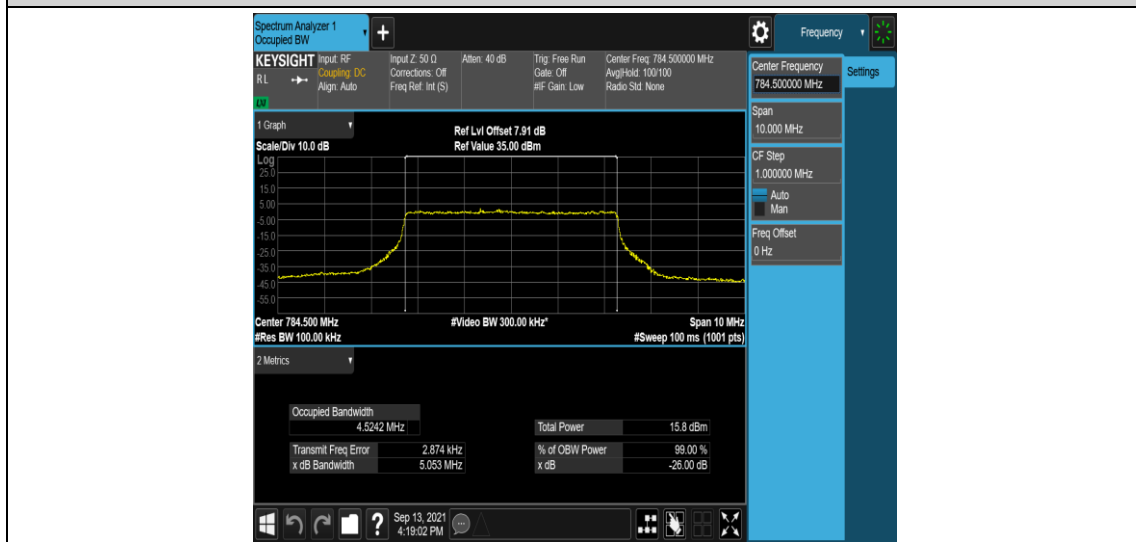 Spectrum Analyzer 1
Occupied BW
+
Frequency
KEYSIGHT
RL
LXI
Input: RF
Coupling: DC
Align: Auto
Input Z: 50 Ω
Corrections: Off
Freq Ref: Int (S)
Atten: 40 dB
Trig: Free Run
Gate: Off
#IF Gain: Low
Center Freq: 784.500000 MHz
Avg|Hold: 100/100
Radio Std: None
Center Frequency
784.500000 MHz
Settings
Span
10.000 MHz
CF Step
1.000000 MHz
Auto
Man
Freq Offset
0 Hz
1 Graph
Ref Lvl Offset 7.91 dB
Scale/Div 10.0 dB
Ref Value 35.00 dBm
Log
25.0
15.0
5.00
-5.00
-15.0
-25.0
-35.0
-45.0
-55.0
Center 784.500 MHz
#Video BW 300.00 kHz*
Span 10 MHz
#Res BW 100.00 kHz
#Sweep 100 ms (1001 pts)
2 Metrics
Occupied Bandwidth
4.5242 MHz
Total Power 15.8 dBm
Transmit Freq Error 2.874 kHz
% of OBW Power 99.00 %
x dB Bandwidth 5.053 MHz
x dB -26.00 dB
?
Sep 13, 2021
4:19:02 PM